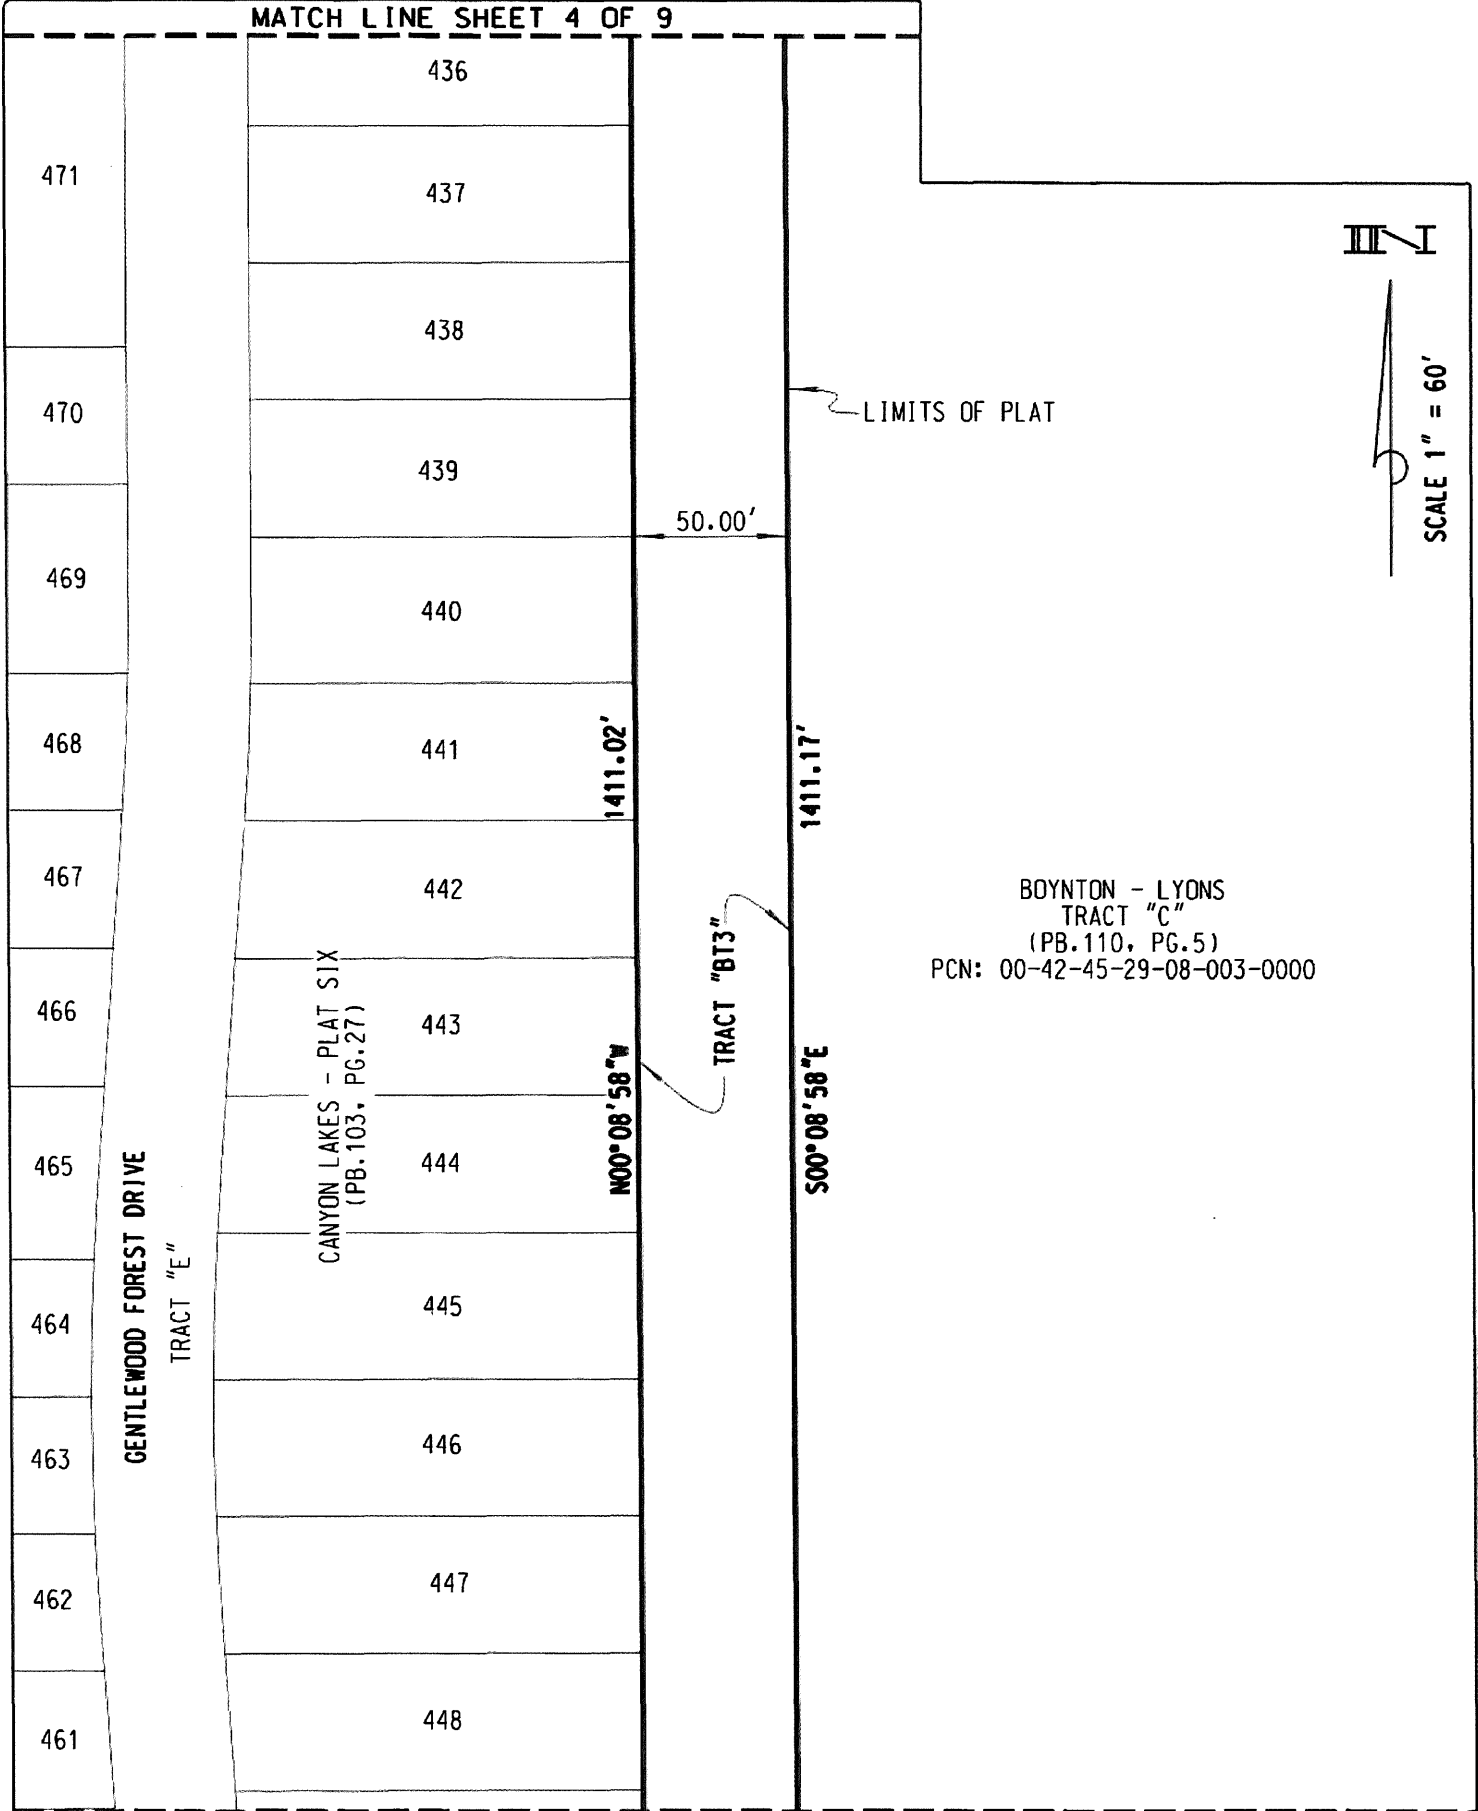 MATCH LINE SHEET 4 OF 9
436
471
437
438
470
LIMITS OF PLAT
SCALE 1" = 60'
439
50.00'
469
440
468
441
1411.02'
1411.17'
467
442
BOYNTON - LYONS
TRACT "C"
(PB.110, PG.5)
PCN: 00-42-45-29-08-003-0000
TRACT "BT3"
466
CANYON LAKES - PLAT SIX
(PB.103, PG.27)
443
N00°08'58"W
S00°08'58"E
465
444
GENTLEWOOD FOREST DRIVE
TRACT "E"
464
445
463
446
462
447
461
448